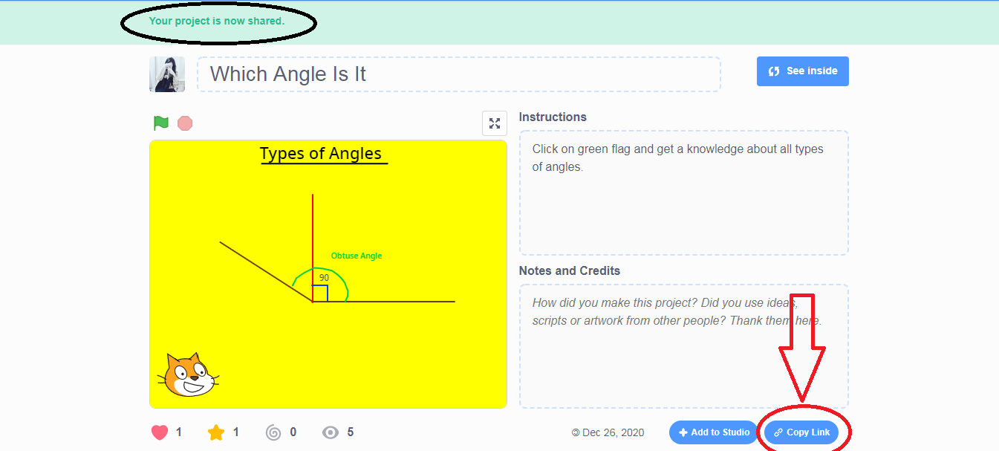 Your project is now shared.
Which Angle Is It
See inside
Instructions
Click on green flag and get a knowledge about all types
of angles.
Types of Angles
Obtuse Angle
90
Notes and Credits
How did you make this project? Did you use ideas,
scripts or artwork from other people? Thank them here.
1
1
0
5
© Dec 26, 2020
Add to Studio
Copy Link